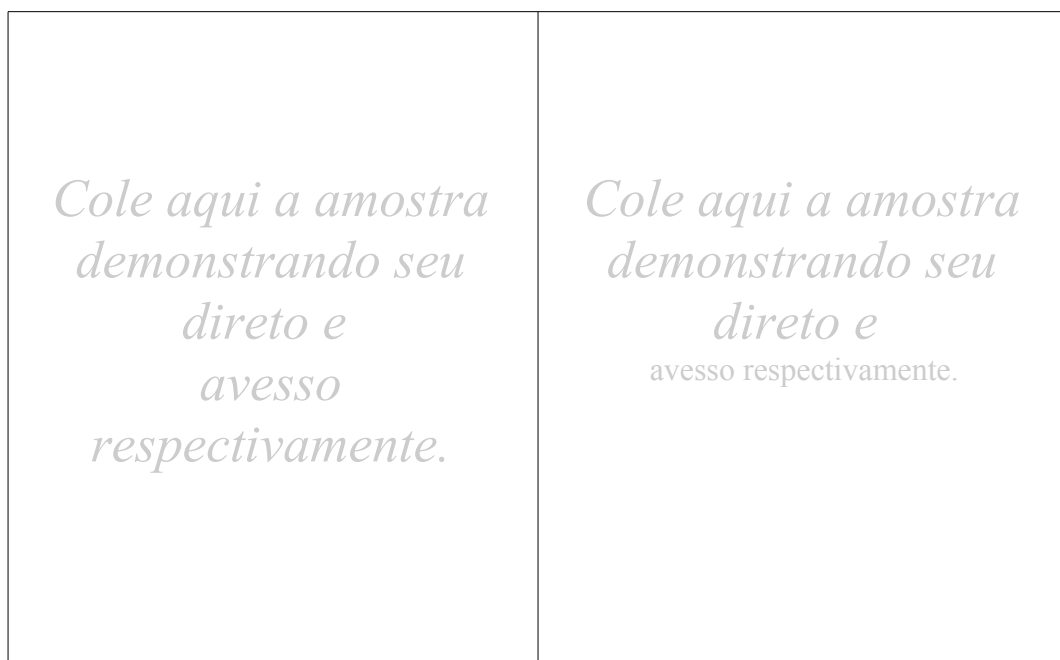 Cole aqui a amostra
demonstrando seu
direto e
avesso
respectivamente.
Cole aqui a amostra
demonstrando seu
direto e
avesso respectivamente.